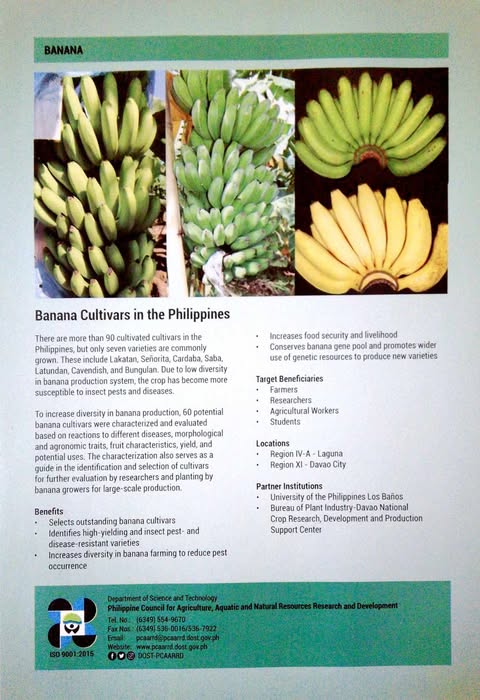 BANANA
Banana Cultivars in the Philippines
There are more than 90 cultivated cultivars in the
Philippines, but only seven varieties are commonly
grown. These include Lakatan, Señorita, Cardaba, Saba,
Latundan, Cavendish, and Bungulan. Due to low diversity
in banana production system, the crop has become more
susceptible to insect pests and diseases.
To increase diversity in banana production, 60 potential
banana cultivars were characterized and evaluated
based on reactions to different diseases, morphological
and agronomic traits, fruit characteristics, yield, and
potential uses. The characterization also serves as a
guide in the identification and selection of cultivars
for further evaluation by researchers and planting by
banana growers for large-scale production.
Benefits
• Selects outstanding banana cultivars
• Identifies high-yielding and insect pest- and
disease-resistant varieties
• Increases diversity in banana farming to reduce pest
occurrence
• Increases food security and livelihood
• Conserves banana gene pool and promotes wider
use of genetic resources to produce new varieties
Target Beneficiaries
• Farmers
• Researchers
• Agricultural Workers
• Students
Locations
• Region IV-A - Laguna
• Region XI - Davao City
Partner Institutions
• University of the Philippines Los Baños
• Bureau of Plant Industry-Davao National
Crop Research, Development and Production
Support Center
ISO 9001:2015
Department of Science and Technology
Philippine Council for Agriculture, Aquatic and Natural Resources Research and Development
Tel. No.: (6349) 554-9670
Fax Nos.: (6349) 536-0016/536-7922
Email: pcaarrd@pcaarrd.dost.gov.ph
Website: www.pcaarrd.dost.gov.ph
DOST-PCAARRD